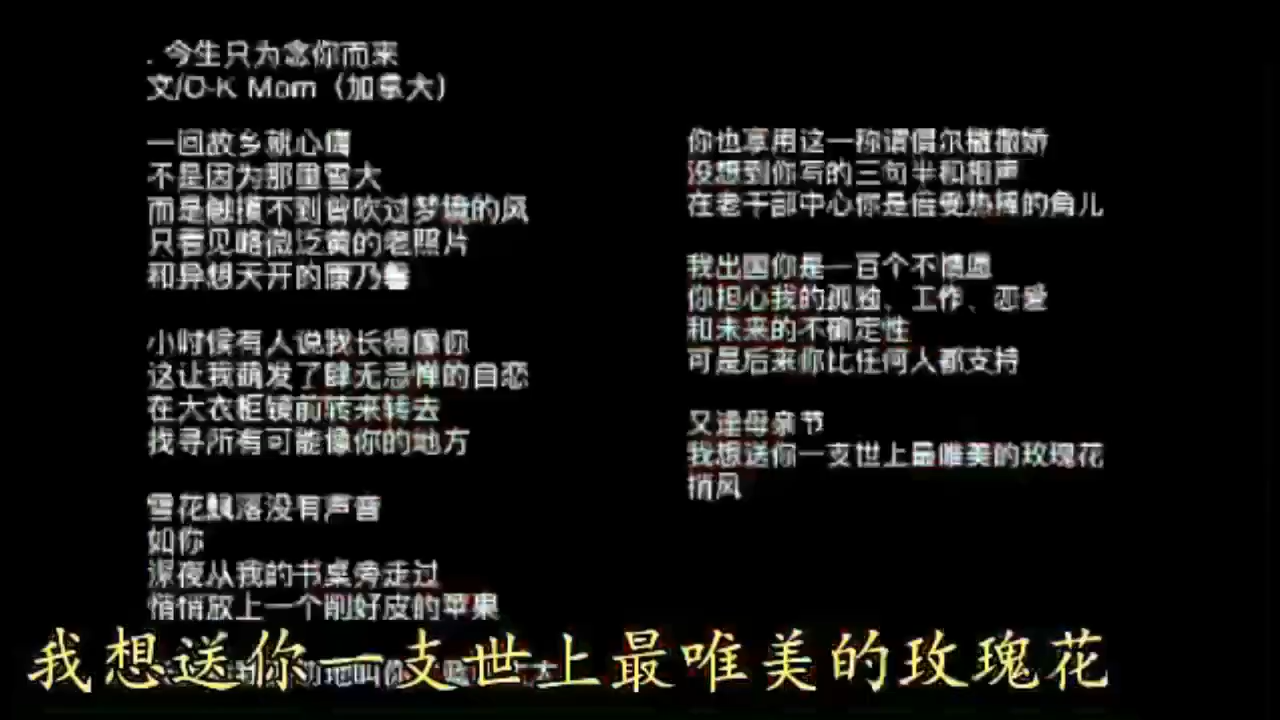 . 今生只为念你而来
文/O-K Mom（加拿大）
一回故乡就心痛
不是因为那里雪大
而是触摸不到曾吹过梦境的风
只看见略微泛黄的老照片
和异想天开的康乃馨
小时候有人说我长得像你
这让我萌发了肆无忌惮的自恋
在大衣柜镜前转来转去
找寻所有可能像你的地方
雪花飘落没有声音
如你
深夜从我的书桌旁走过
悄悄放上一个削好皮的苹果
你也享用这一称谓偶尔撒撒娇
没想到你写的三句半和相声
在老干部中心你是倍受热捧的角儿
我出国你是一百个不情愿
你担心我的孤独、工作、恋爱
和未来的不确定性
可是后来你比任何人都支持
又逢母亲节
我想送你一支世上最唯美的玫瑰花
捎风
我想送你一支世上最唯美的玫瑰花